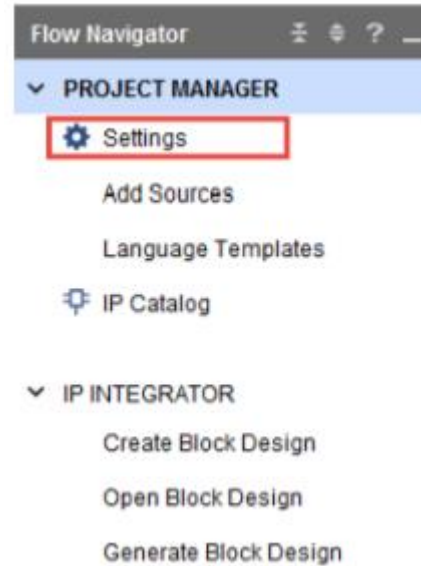 Flow Navigator ?
PROJECT MANAGER
Settings
Add Sources
Language Templates
IP Catalog
IP INTEGRATOR
Create Block Design
Open Block Design
Generate Block Design